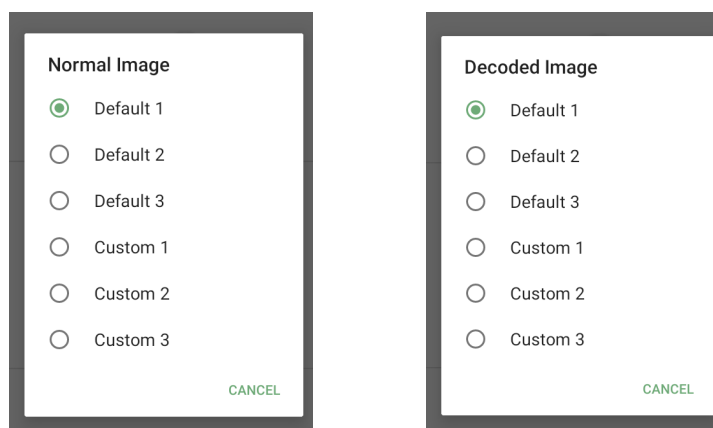 Normal Image
Default 1
Default 2
Default 3
Custom 1
Custom 2
Custom 3
CANCEL
Decoded Image
Default 1
Default 2
Default 3
Custom 1
Custom 2
Custom 3
CANCEL